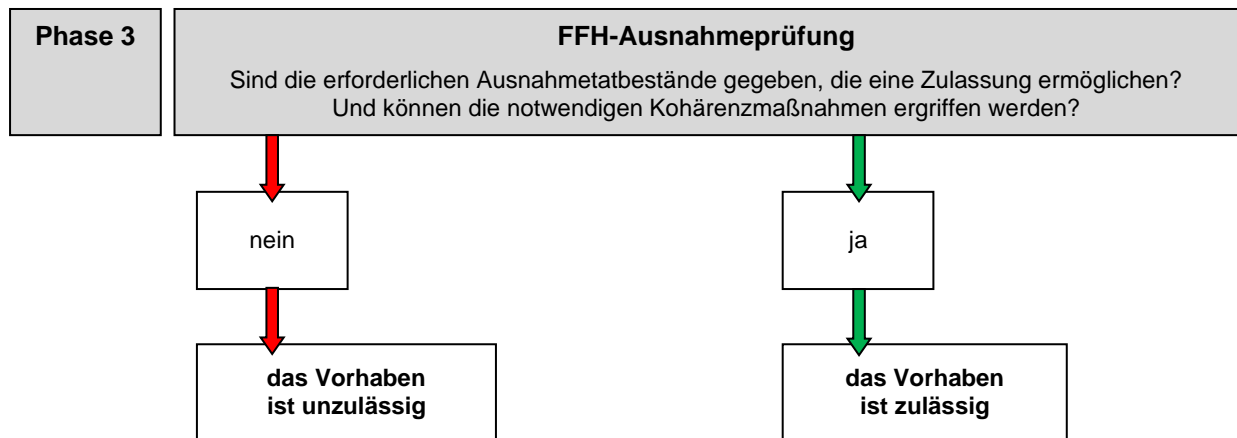 Phase 3
FFH-Ausnahmeprüfung
Sind die erforderlichen Ausnahmetatbestände gegeben, die eine Zulassung ermöglichen?
Und können die notwendigen Kohärenzmaßnahmen ergriffen werden?
nein
ja
das Vorhaben
ist unzulässig
das Vorhaben
ist zulässig